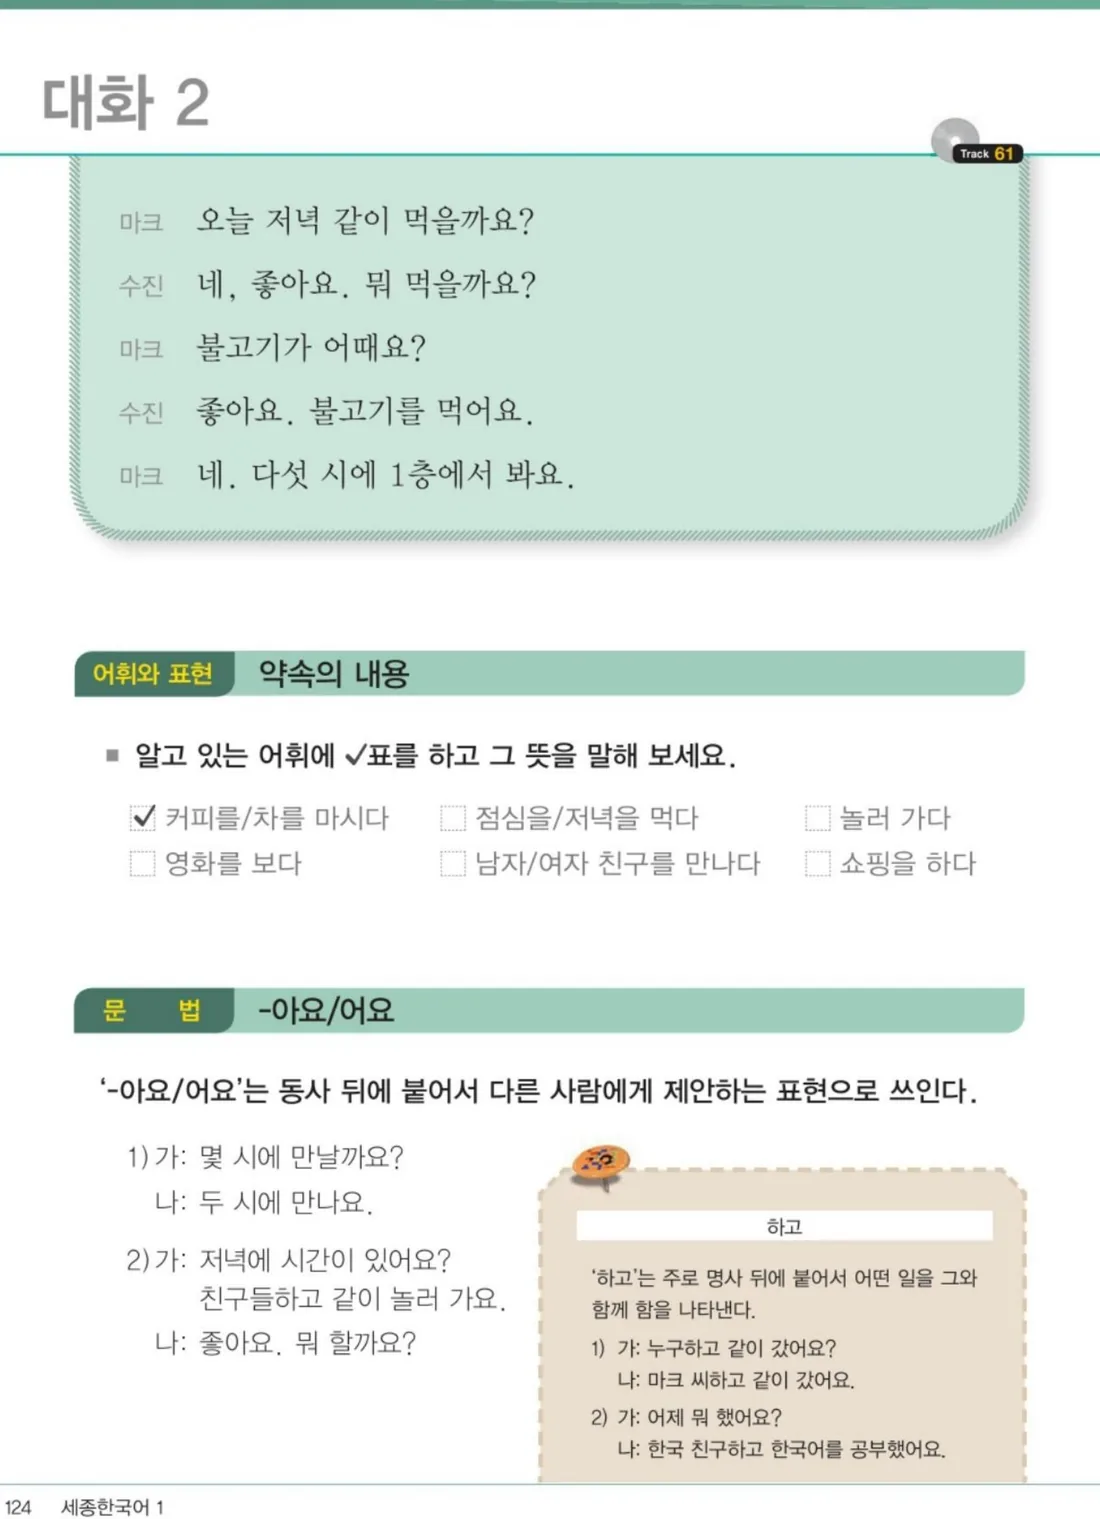 대화 2
Track 61
마크 오늘 저녁 같이 먹을까요?
수진 네, 좋아요. 뭐 먹을까요?
마크 불고기가 어때요?
수진 좋아요. 불고기를 먹어요.
마크 네. 다섯 시에 1층에서 봐요.
어휘와 표현 약속의 내용
■ 알고 있는 어휘에 ✓표를 하고 그 뜻을 말해 보세요.
✓ 커피를/차를 마시다 점심을/저녁을 먹다 놀러 가다
영화를 보다 남자/여자 친구를 만나다 쇼핑을 하다
문 법 -아요/어요
‘-아요/어요’는 동사 뒤에 붙어서 다른 사람에게 제안하는 표현으로 쓰인다.
1) 가: 몇 시에 만날까요?
나: 두 시에 만나요.
2) 가: 저녁에 시간이 있어요?
친구들하고 같이 놀러 가요.
나: 좋아요. 뭐 할까요?
하고
‘하고’는 주로 명사 뒤에 붙어서 어떤 일을 그와
함께 함을 나타낸다.
1) 가: 누구하고 같이 갔어요?
나: 마크 씨하고 같이 갔어요.
2) 가: 어제 뭐 했어요?
나: 한국 친구하고 한국어를 공부했어요.
124 세종한국어 1